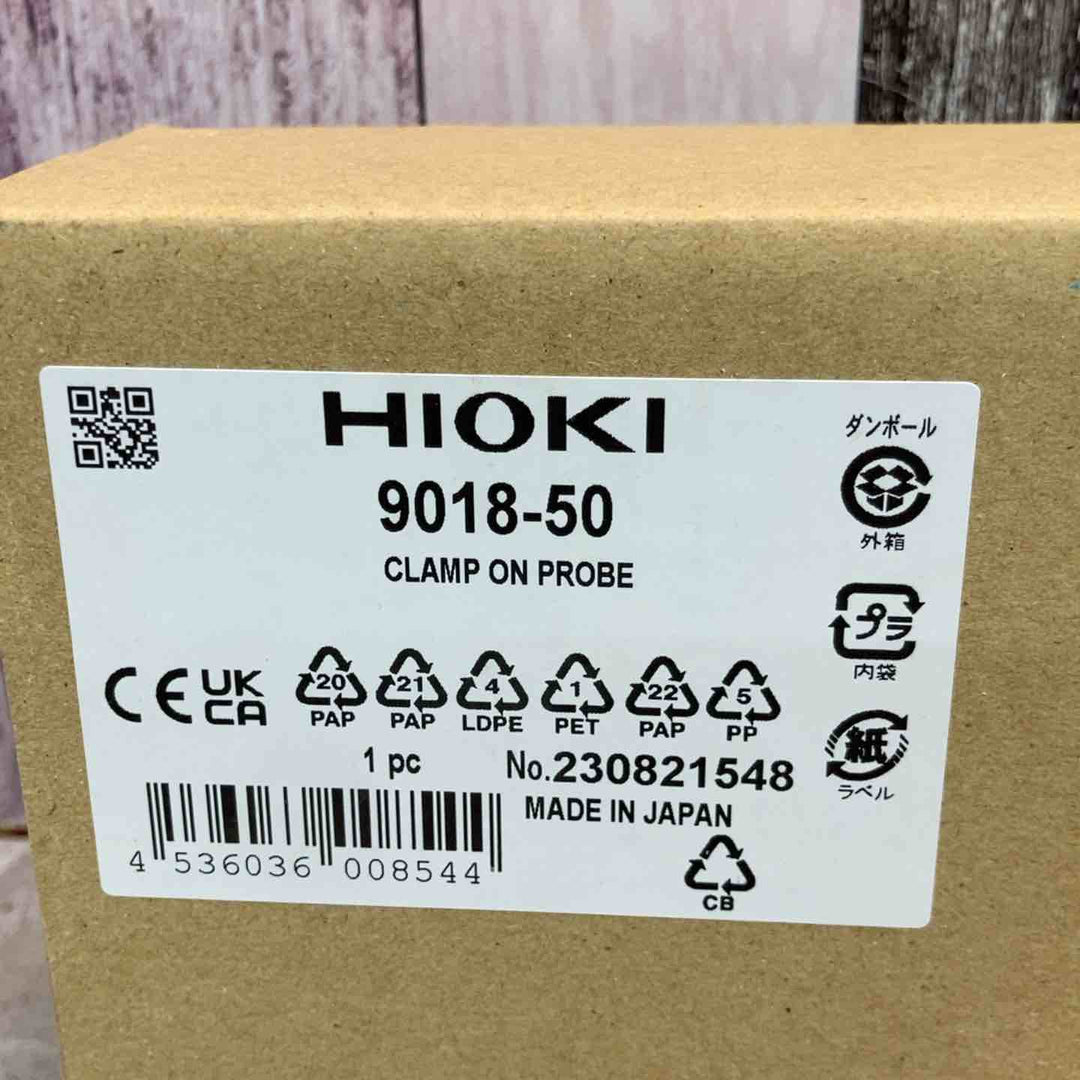 HIOKI
9018-50
CLAMP ON PROBE
ダンボール
外箱
プラ
内袋
紙
ラベル
CE UK CA
20 21 4 1 22 5
PAP PAP LDPE PET PAP PP
1 pc No.230821548
MADE IN JAPAN
4 536036 008544
CB